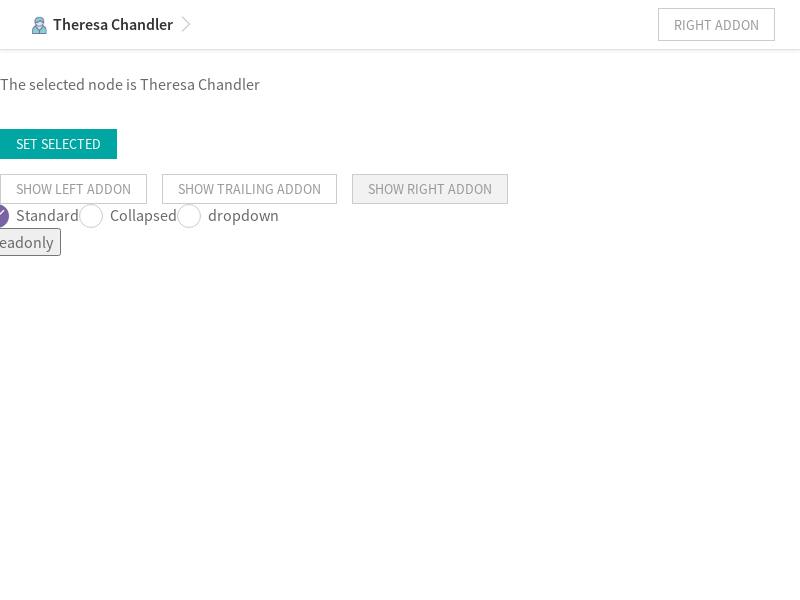 Theresa Chandler
RIGHT ADDON
The selected node is Theresa Chandler
SET SELECTED
SHOW LEFT ADDON SHOW TRAILING ADDON SHOW RIGHT ADDON
Standard Collapsed dropdown
eadonly